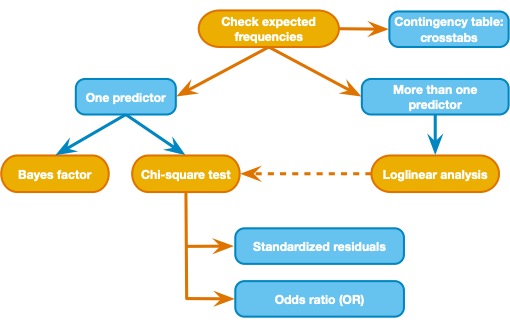 Check expected
frequencies
Contingency table:
crosstabs
One predictor
More than one
predictor
Bayes factor
Chi-square test
Loglinear analysis
Standardized residuals
Odds ratio (OR)